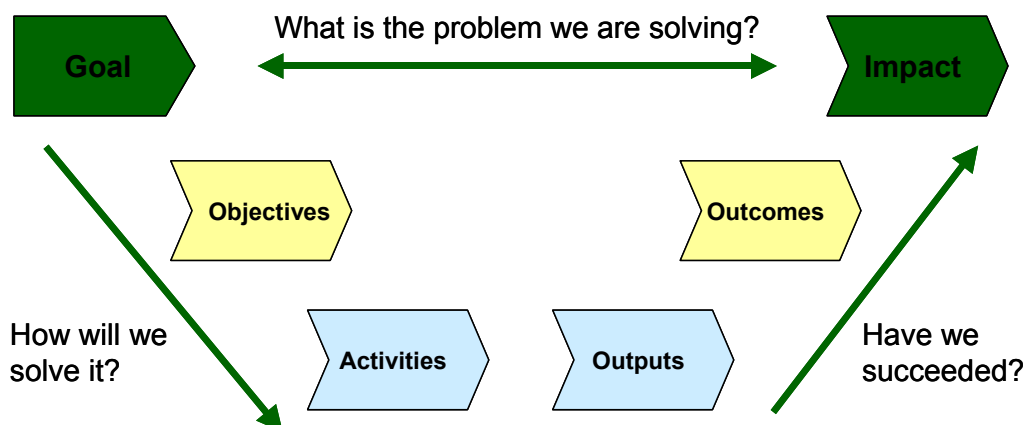 What is the problem we are solving?
Goal
Impact
Objectives
Outcomes
How will we
solve it?
Activities
Outputs
Have we
succeeded?